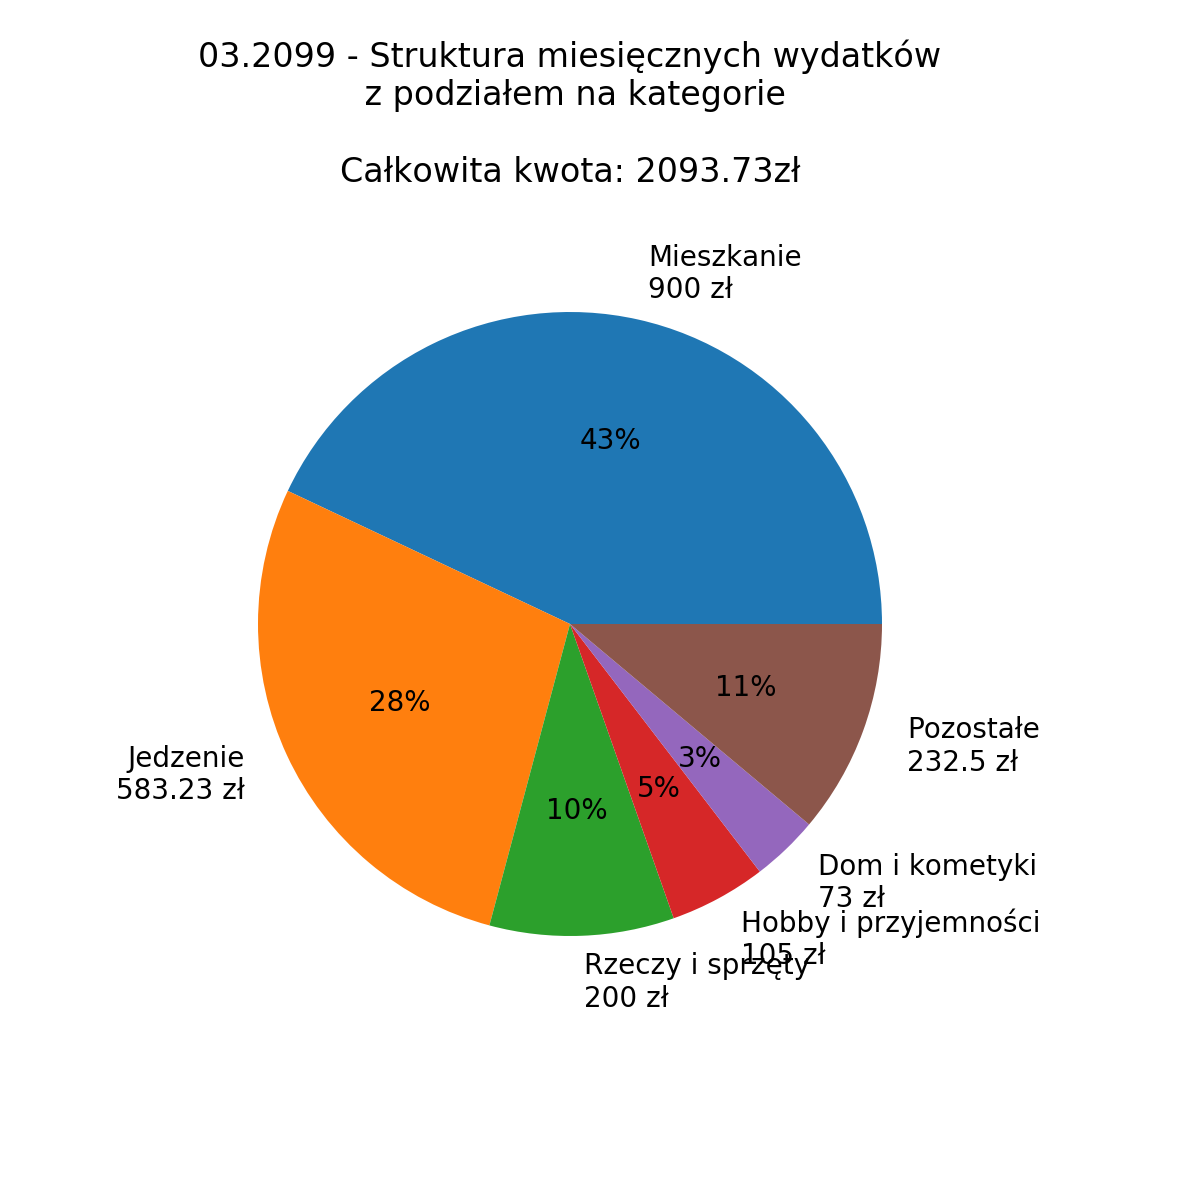 03.2099 - Struktura miesięcznych wydatków
z podziałem na kategorie
Całkowita kwota: 2093.73zł
Mieszkanie
900 zł
43%
28%
Jedzenie
583.23 zł
10%
5%
3%
11%
Pozostałe
232.5 zł
Dom i kometyki
73 zł
Hobby i przyjemności
105 zł
Rzeczy i sprzęty
200 zł